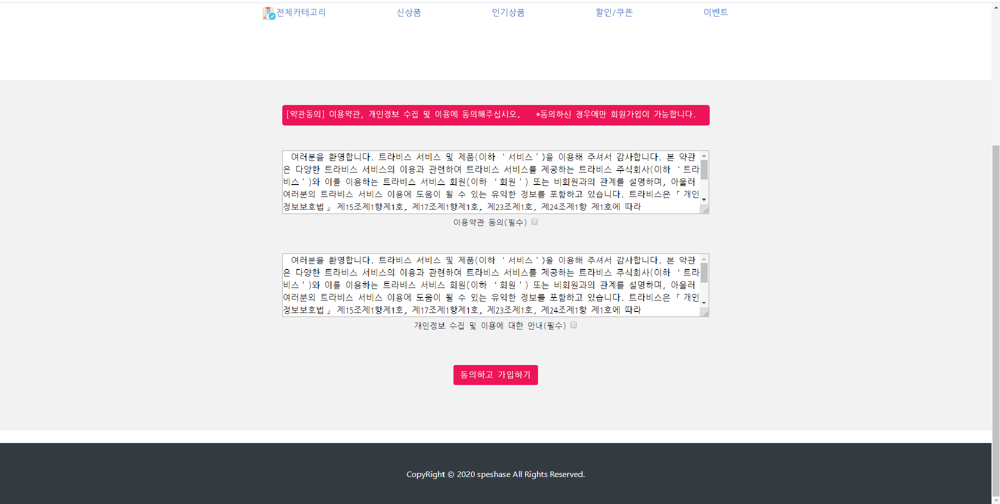 전체카테고리 신상품 인기상품 할인/쿠폰 이벤트
[약관동의] 이용약관, 개인정보 수집 및 이용에 동의해주십시오. *동의하신 경우에만 회원가입이 가능합니다.
여러분을 환영합니다. 트라비스 서비스 및 제품(이하 ‘서비스’)을 이용해 주셔서 감사합니다. 본 약관
은 다양한 트라비스 서비스의 이용과 관련하여 트라비스 서비스를 제공하는 트라비스 주식회사(이하 ‘트라
비스’)와 이를 이용하는 트라비스 서비스 회원(이하 ‘회원’) 또는 비회원과의 관계를 설명하며, 아울러
여러분의 트라비스 서비스 이용에 도움이 될 수 있는 유익한 정보를 포함하고 있습니다. 트라비스은「개인
정보보호법」 제15조제1항제1호, 제17조제1항제1호, 제23조제1호, 제24조제1항 제1호에 따라
이용약관 동의(필수)
여러분을 환영합니다. 트라비스 서비스 및 제품(이하 ‘서비스’)을 이용해 주셔서 감사합니다. 본 약관
은 다양한 트라비스 서비스의 이용과 관련하여 트라비스 서비스를 제공하는 트라비스 주식회사(이하 ‘트라
비스’)와 이를 이용하는 트라비스 서비스 회원(이하 ‘회원’) 또는 비회원과의 관계를 설명하며, 아울러
여러분의 트라비스 서비스 이용에 도움이 될 수 있는 유익한 정보를 포함하고 있습니다. 트라비스은「개인
정보보호법」 제15조제1항제1호, 제17조제1항제1호, 제23조제1호, 제24조제1항 제1호에 따라
개인정보 수집 및 이용에 대한 안내(필수)
동의하고 가입하기
CopyRight © 2020 speshase All Rights Reserved.